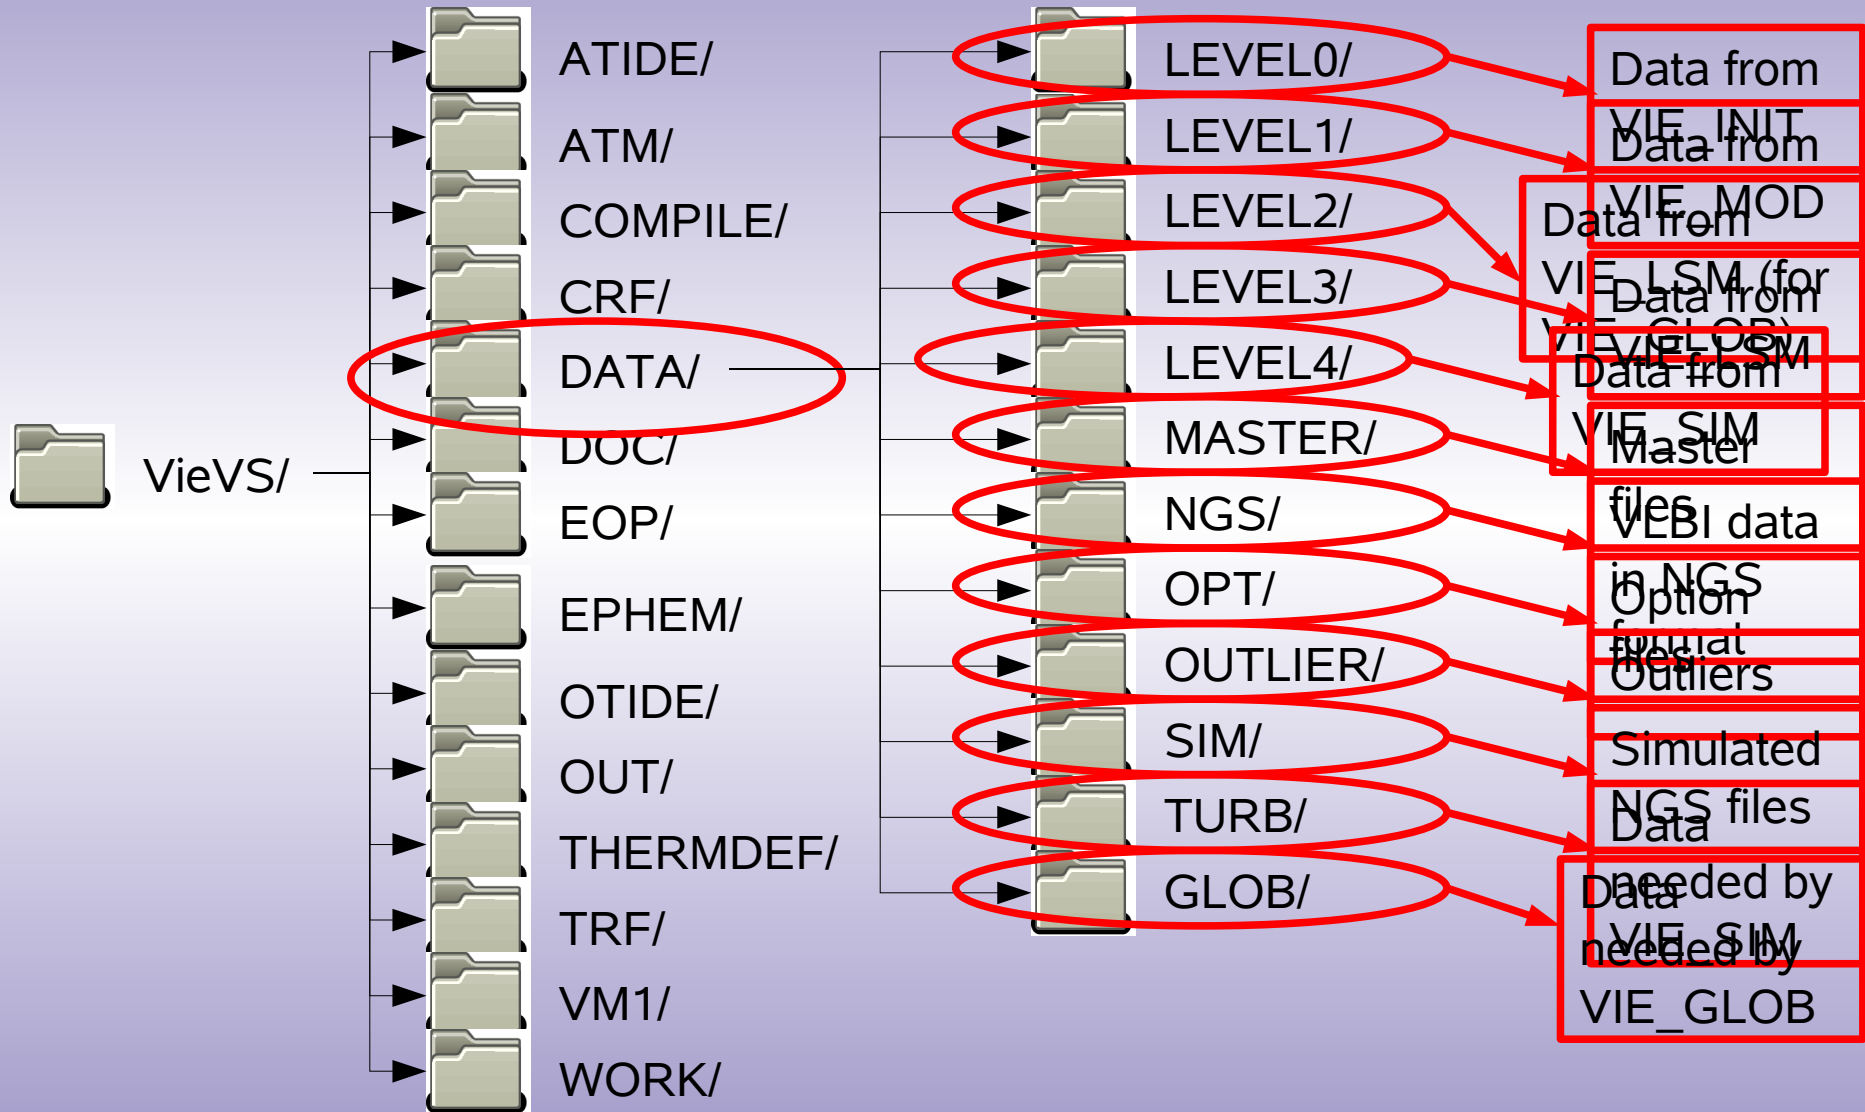 VieVS/
ATIDE/
ATM/
COMPILE/
CRF/
DATA/
DOC/
EOP/
EPHEM/
OTIDE/
OUT/
THERMDEF/
TRF/
VM1/
WORK/
LEVEL0/
LEVEL1/
LEVEL2/
LEVEL3/
LEVEL4/
MASTER/
NGS/
OPT/
OUTLIER/
SIM/
TURB/
GLOB/
Data from
VIE_INIT
Data from
VIE_MOD
Data from
VIE_LSM (for
VIE_GLOB)
Data from
VIE_LSM
Data from
VIE_SIM
Master
files
VLBI data
in NGS
format
Option
files
Outliers
Simulated
NGS files
Data
needed by
VIE_SIM
Data
needed by
VIE_GLOB